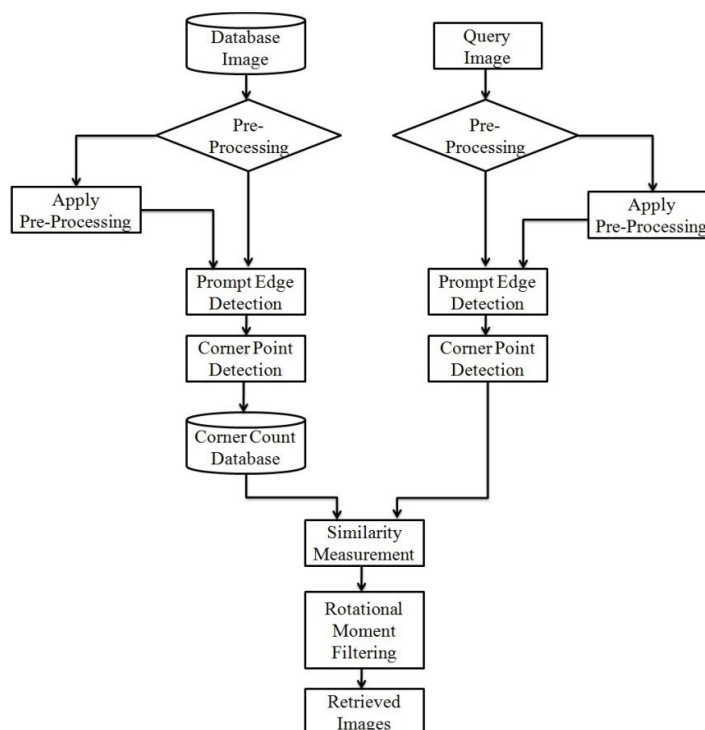 Database
Image
Query
Image
Pre-
Processing
Pre-
Processing
Apply
Pre-Processing
Apply
Pre-Processing
Prompt Edge
Detection
Prompt Edge
Detection
Corner Point
Detection
Corner Point
Detection
Corner Count
Database
Similarity
Measurement
Rotational
Moment
Filtering
Retrieved
Images